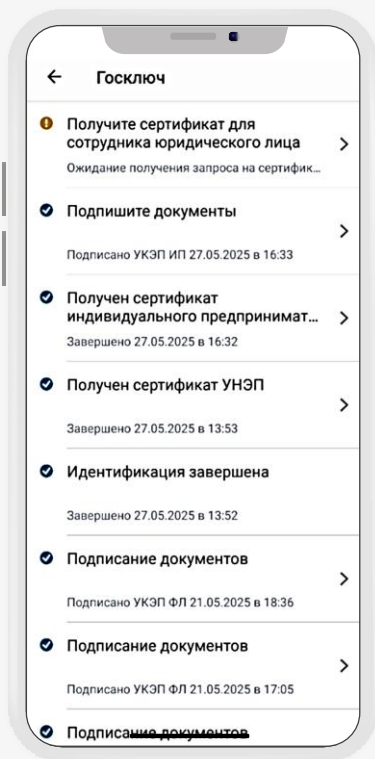 Госключ
Получите сертификат для
сотрудника юридического лица
Ожидание получения запроса на сертифик...
Подпишите документы
Подписано УКЭП ИП 27.05.2025 в 16:33
Получен сертификат
индивидуального предпринимат...
Завершено 27.05.2025 в 16:32
Получен сертификат УНЭП
Завершено 27.05.2025 в 13:53
Идентификация завершена
Завершено 27.05.2025 в 13:52
Подписание документов
Подписано УКЭП ФЛ 21.05.2025 в 18:36
Подписание документов
Подписано УКЭП ФЛ 21.05.2025 в 17:05
Подписание документов